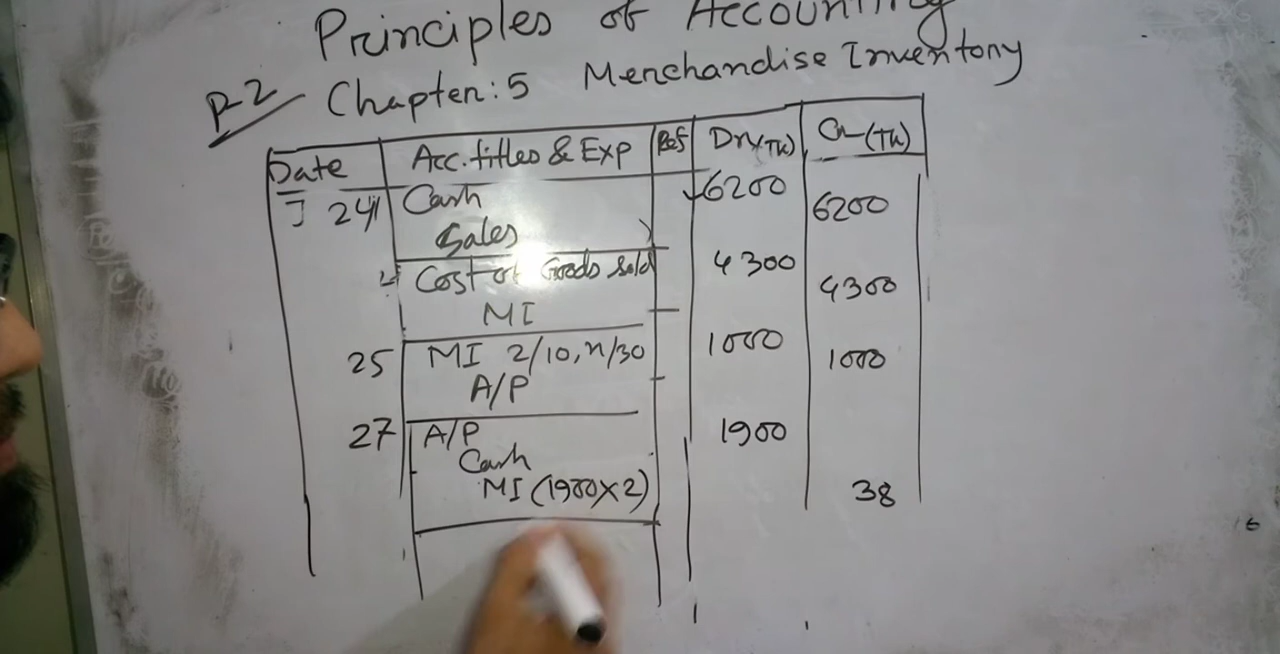 Principles of Accounting
P-2 Chapter: 5 Merchandise Inventory
Date Acc. titles & Exp Ref Dr(Tk) Cr(Tk)
J 24 Cash 6200
Sales 6200
Cost of Goods Sold 4300
MI 4300
25 MI 2/10, n/30 1000
A/P 1000
27 A/P 1900
Cash
MI (1900x2) 38